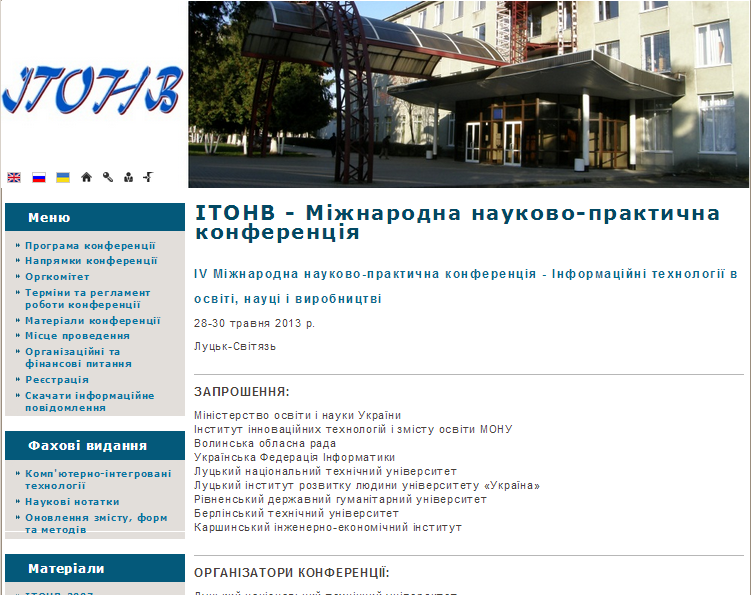 ІТОНВ
Меню
Програма конференції
Напрямки конференції
Оргкомітет
Терміни та регламент
роботи конференції
Матеріали конференції
Місце проведення
Організаційні та
фінансові питання
Реєстрація
Скачати інформаційне
повідомлення
Фахові видання
Комп'ютерно-інтегровані
технології
Наукові нотатки
Оновлення змісту, форм
та методів
Матеріали
ІТОНВ - Міжнародна науково-практична
конференція
IV Міжнародна науково-практична конференція - Інформаційні технології в
освіті, науці і виробництві
28-30 травня 2013 р.
Луцьк-Світязь
ЗАПРОШЕННЯ:
Міністерство освіти і науки України
Інститут інноваційних технологій і змісту освіти МОНУ
Волинська обласна рада
Українська Федерація Інформатики
Луцький національний технічний університет
Луцький інститут розвитку людини університету «Україна»
Рівненський державний гуманітарний університет
Берлінський технічний університет
Каршинський інженерно-економічний інститут
ОРГАНІЗАТОРИ КОНФЕРЕНЦІЇ: